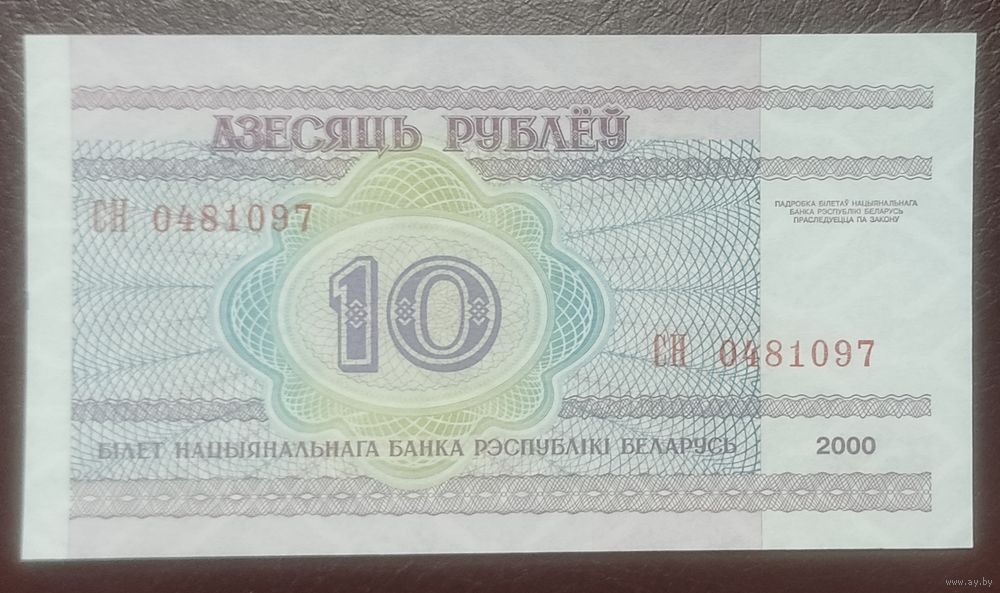 ДЗЕСЯЦЬ РУБЛЁЎ
СН 0481097
ПАДРОБКА БІЛЕТАЎ НАЦЫЯНАЛЬНАГА
БАНКА РЭСПУБЛІКІ БЕЛАРУСЬ
ПРАСЛЕДУЕЦЦА ПА ЗАКОНУ
10
СН 0481097
БІЛЕТ НАЦЫЯНАЛЬНАГА БАНКА РЭСПУБЛІКІ БЕЛАРУСЬ 2000
www.ay.by